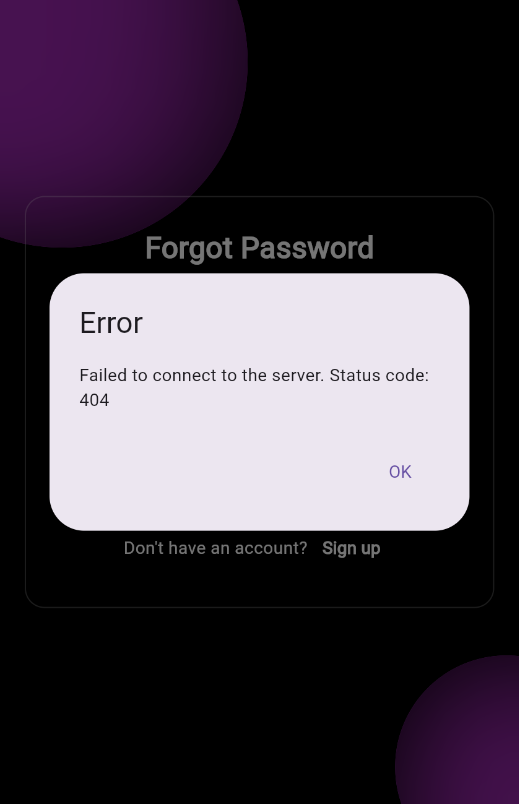 Forgot Password
Error
Failed to connect to the server. Status code:
404
OK
Don't have an account? Sign up